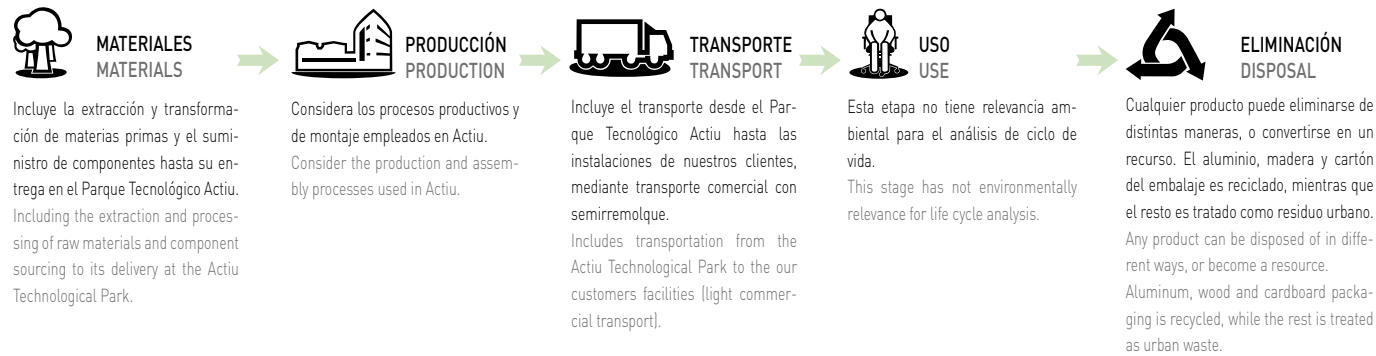 MATERIALES
MATERIALS
Incluye la extracción y transforma-
ción de materias primas y el sumi-
nistro de componentes hasta su en-
trega en el Parque Tecnológico Actiu.
Including the extraction and proces-
sing of raw materials and component
sourcing to its delivery at the Actiu
Technological Park.
PRODUCCIÓN
PRODUCTION
Considera los procesos productivos y
de montaje empleados en Actiu.
Consider the production and assem-
bly processes used in Actiu.
TRANSPORTE
TRANSPORT
Incluye el transporte desde el Par-
que Tecnológico Actiu hasta las
instalaciones de nuestros clientes,
mediante transporte comercial con
semirremolque.
Includes transportation from the
Actiu Technological Park to the our
customers facilities (light commer-
cial transport).
USO
USE
Esta etapa no tiene relevancia am-
biental para el análisis de ciclo de
vida.
This stage has not environmentally
relevance for life cycle analysis.
ELIMINACIÓN
DISPOSAL
Cualquier producto puede eliminarse de
distintas maneras, o convertirse en un
recurso. El aluminio, madera y cartón
del embalaje es reciclado, mientras que
el resto es tratado como residuo urbano.
Any product can be disposed of in diffe-
rent ways, or become a resource.
Aluminum, wood and cardboard packa-
ging is recycled, while the rest is treated
as urban waste.